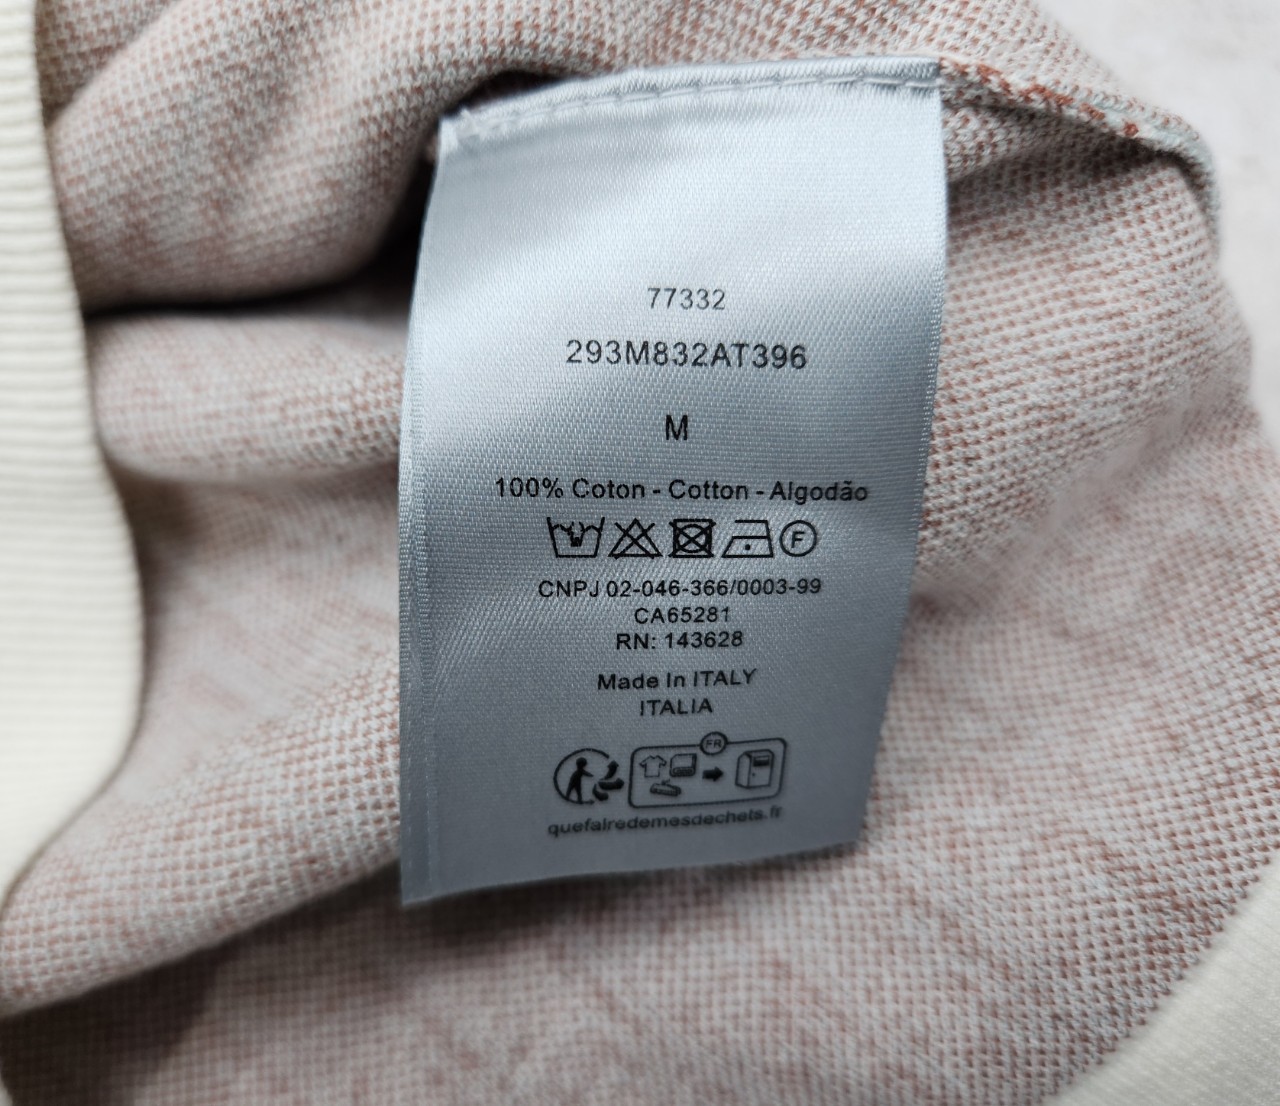 77332
293M832AT396
M
100% Coton - Cotton - Algodão
F
CNPJ 02-046-366/0003-99
CA65281
RN: 143628
Made In ITALY
ITALIA
FR
quefairedemesdechets.fr